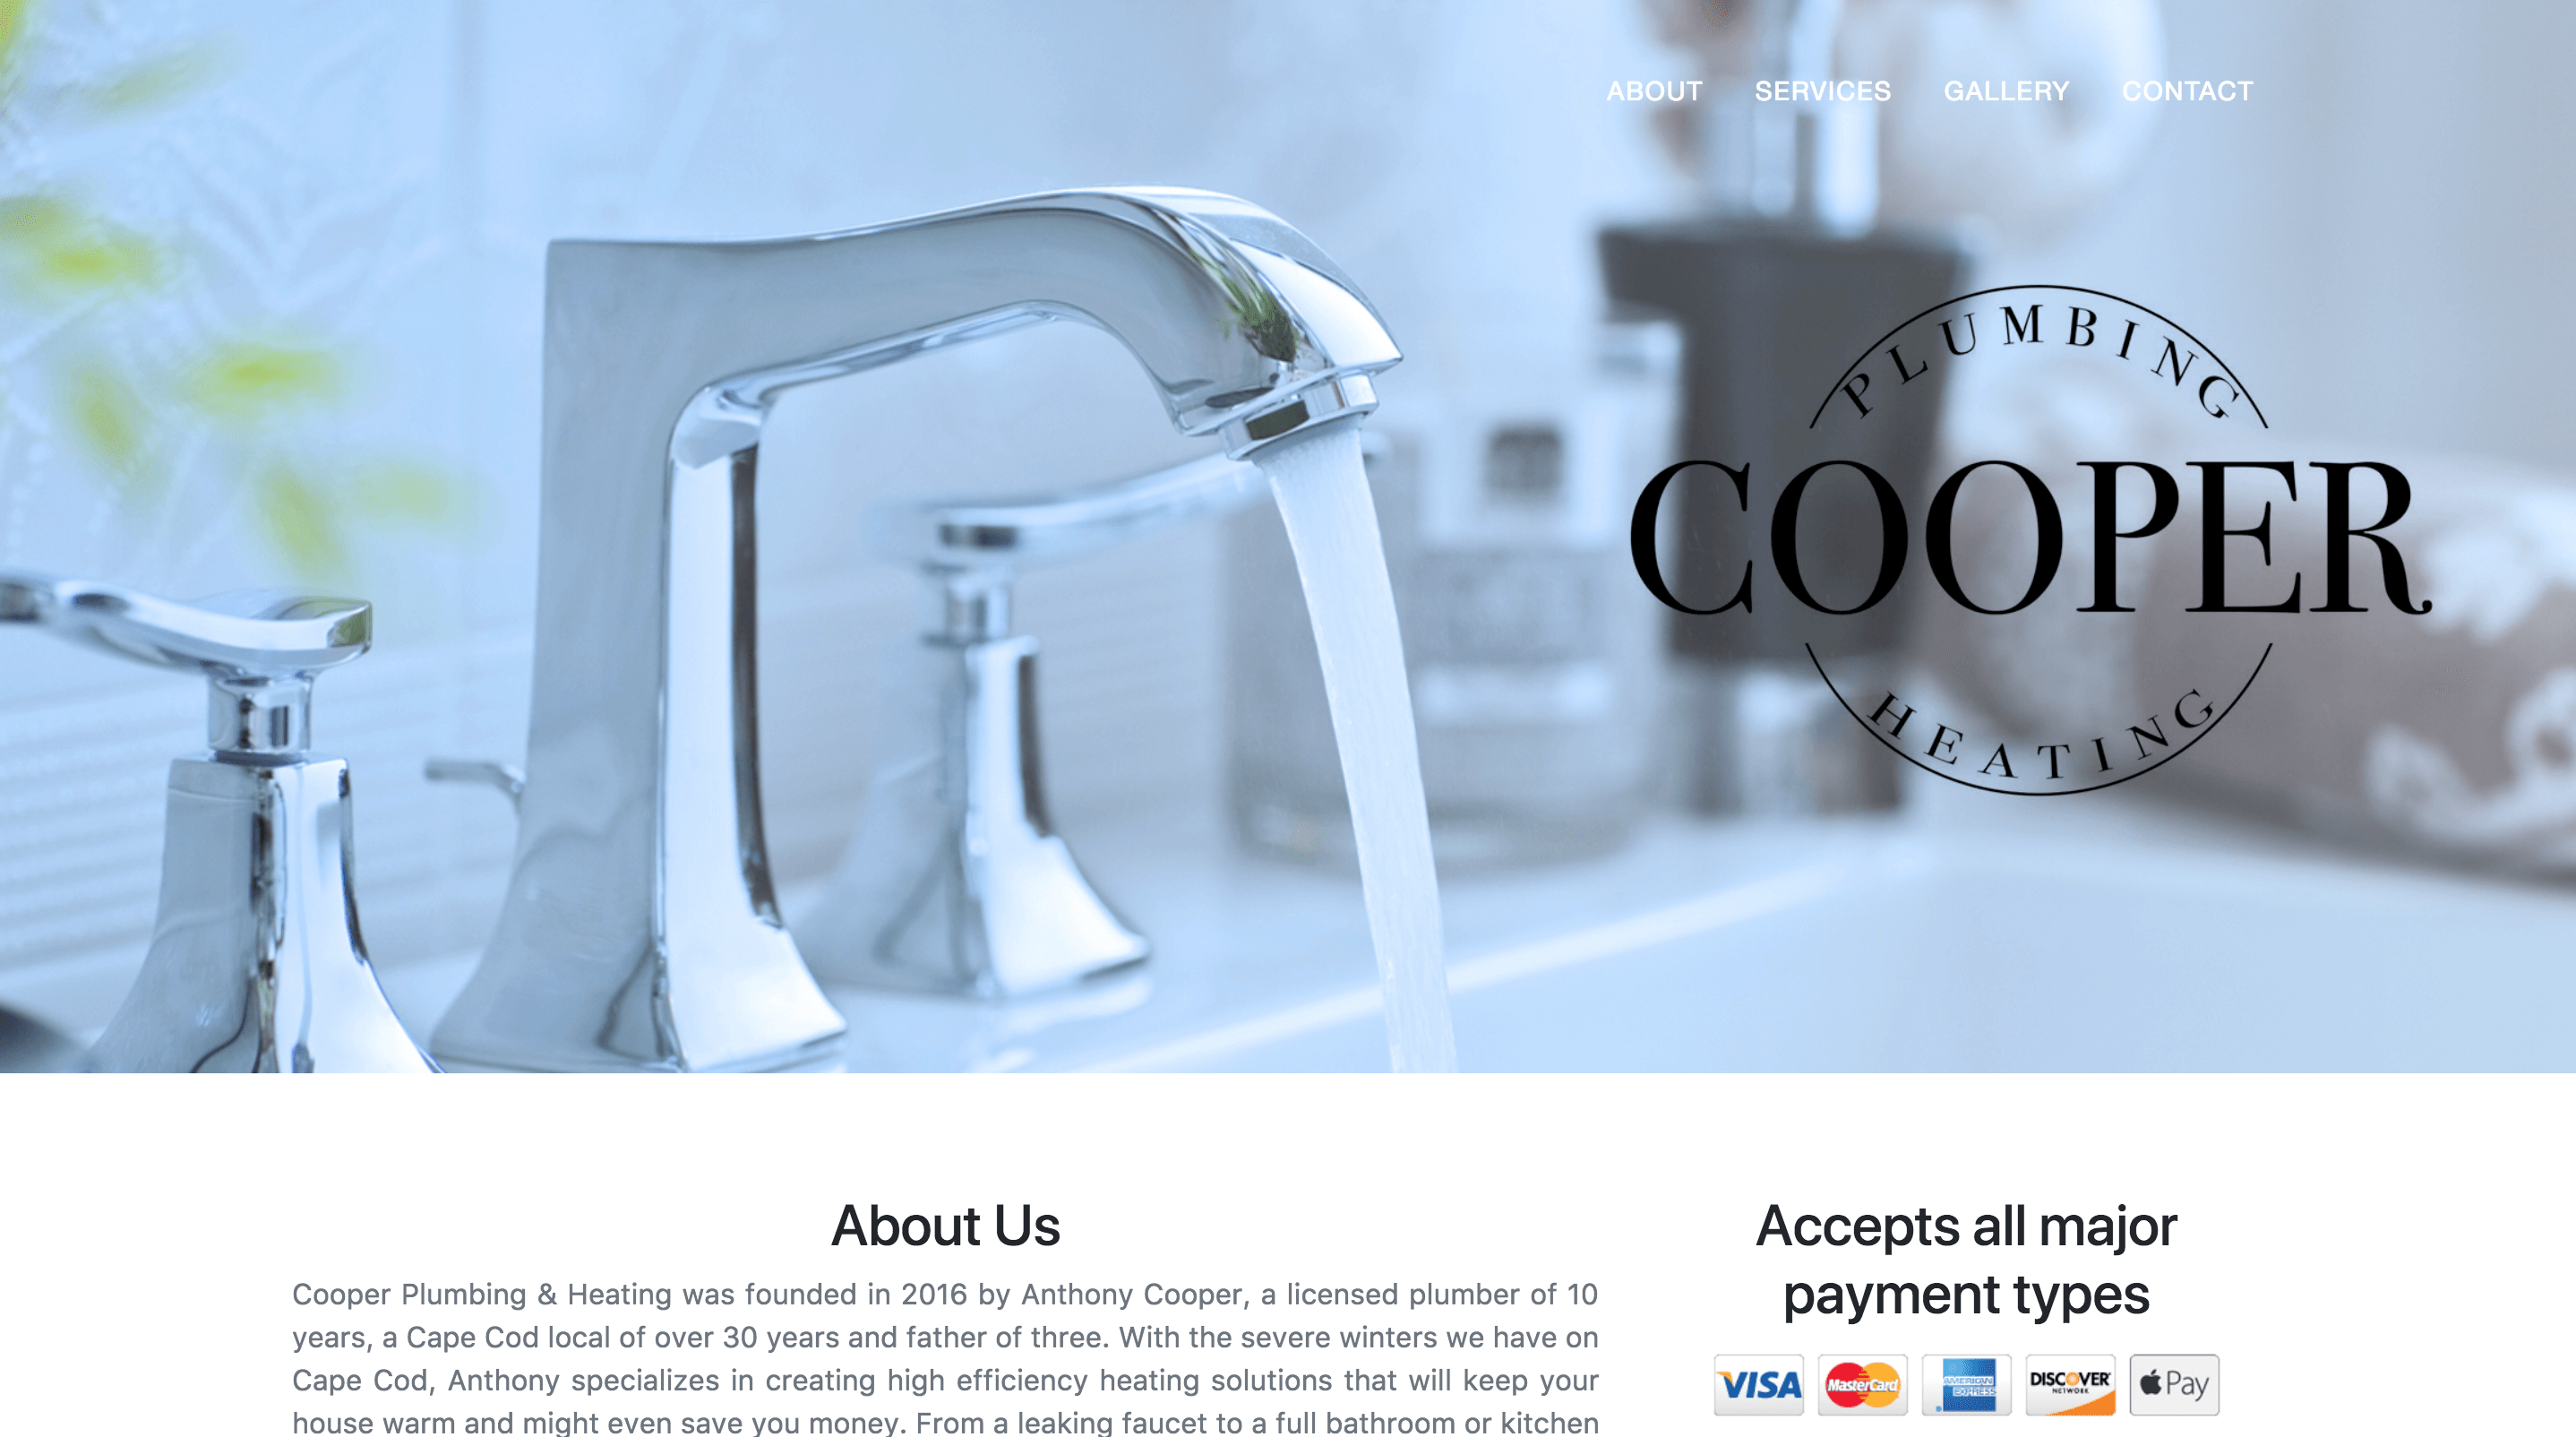 ABOUT SERVICES GALLERY CONTACT
PLUMBING
COOPER
HEATING
About Us
Cooper Plumbing & Heating was founded in 2016 by Anthony Cooper, a licensed plumber of 10
years, a Cape Cod local of over 30 years and father of three. With the severe winters we have on
Cape Cod, Anthony specializes in creating high efficiency heating solutions that will keep your
house warm and might even save you money. From a leaking faucet to a full bathroom or kitchen
Accepts all major
payment types
VISA MasterCard AMERICAN EXPRESS DISCOVER NETWORK Pay